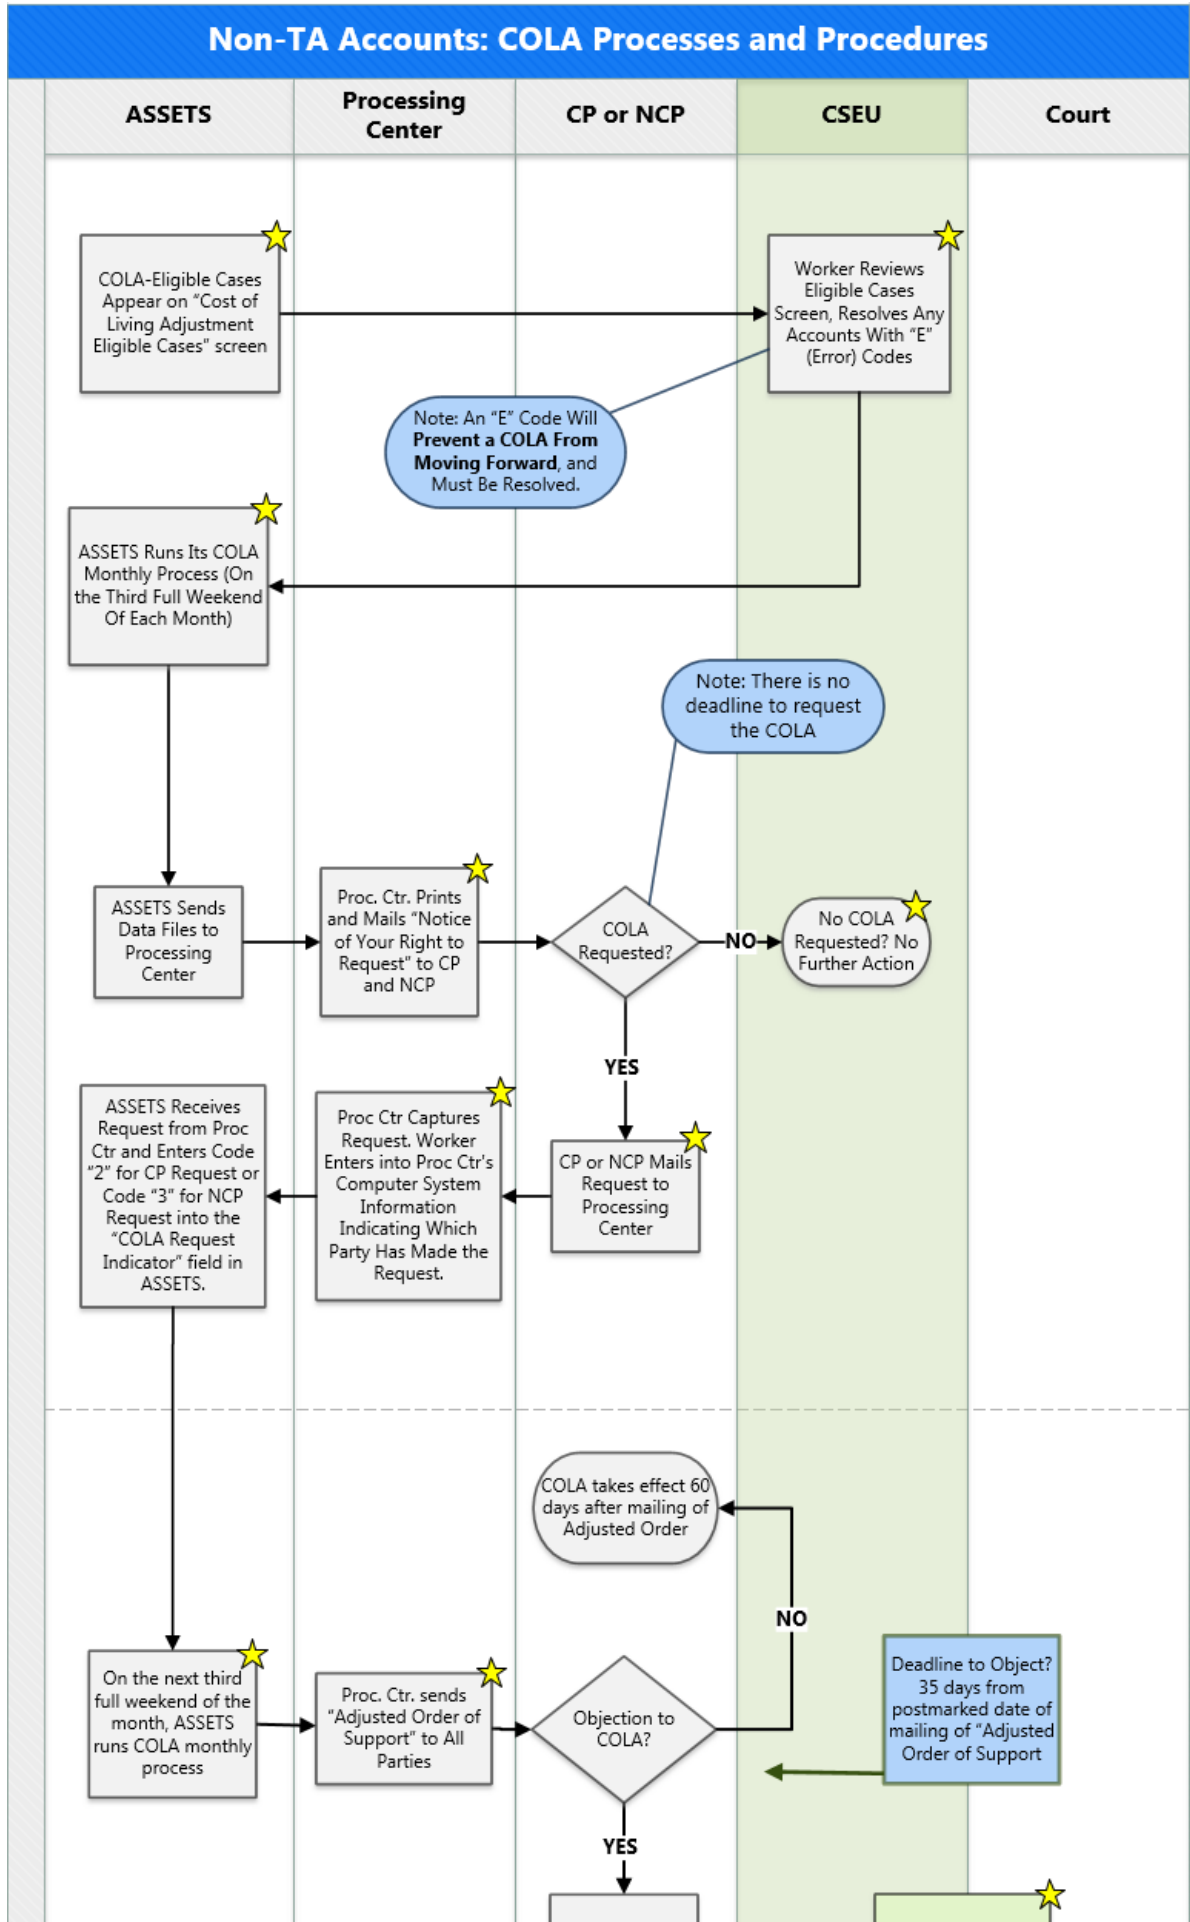 Non-TA Accounts: COLA Processes and Procedures
ASSETS
Processing
Center
CP or NCP
CSEU
Court
COLA-Eligible Cases
Appear on “Cost of
Living Adjustment
Eligible Cases” screen
Worker Reviews
Eligible Cases
Screen, Resolves Any
Accounts With “E”
(Error) Codes
Note: An “E” Code Will
Prevent a COLA From
Moving Forward, and
Must Be Resolved.
ASSETS Runs Its COLA
Monthly Process (On
the Third Full Weekend
Of Each Month)
Note: There is no
deadline to request
the COLA
ASSETS Sends
Data Files to
Processing
Center
Proc. Ctr. Prints
and Mails “Notice
of Your Right to
Request” to CP
and NCP
COLA
Requested?
NO
No COLA
Requested? No
Further Action
YES
ASSETS Receives
Request from Proc
Ctr and Enters Code
“2” for CP Request or
Code “3” for NCP
Request into the
“COLA Request
Indicator” field in
ASSETS.
Proc Ctr Captures
Request. Worker
Enters into Proc Ctr's
Computer System
Information
Indicating Which
Party Has Made the
Request.
CP or NCP Mails
Request to
Processing
Center
COLA takes effect 60
days after mailing of
Adjusted Order
NO
On the next third
full weekend of the
month, ASSETS
runs COLA monthly
process
Proc. Ctr. sends
“Adjusted Order of
Support” to All
Parties
Objection to
COLA?
Deadline to Object?
35 days from
postmarked date of
mailing of “Adjusted
Order of Support
YES